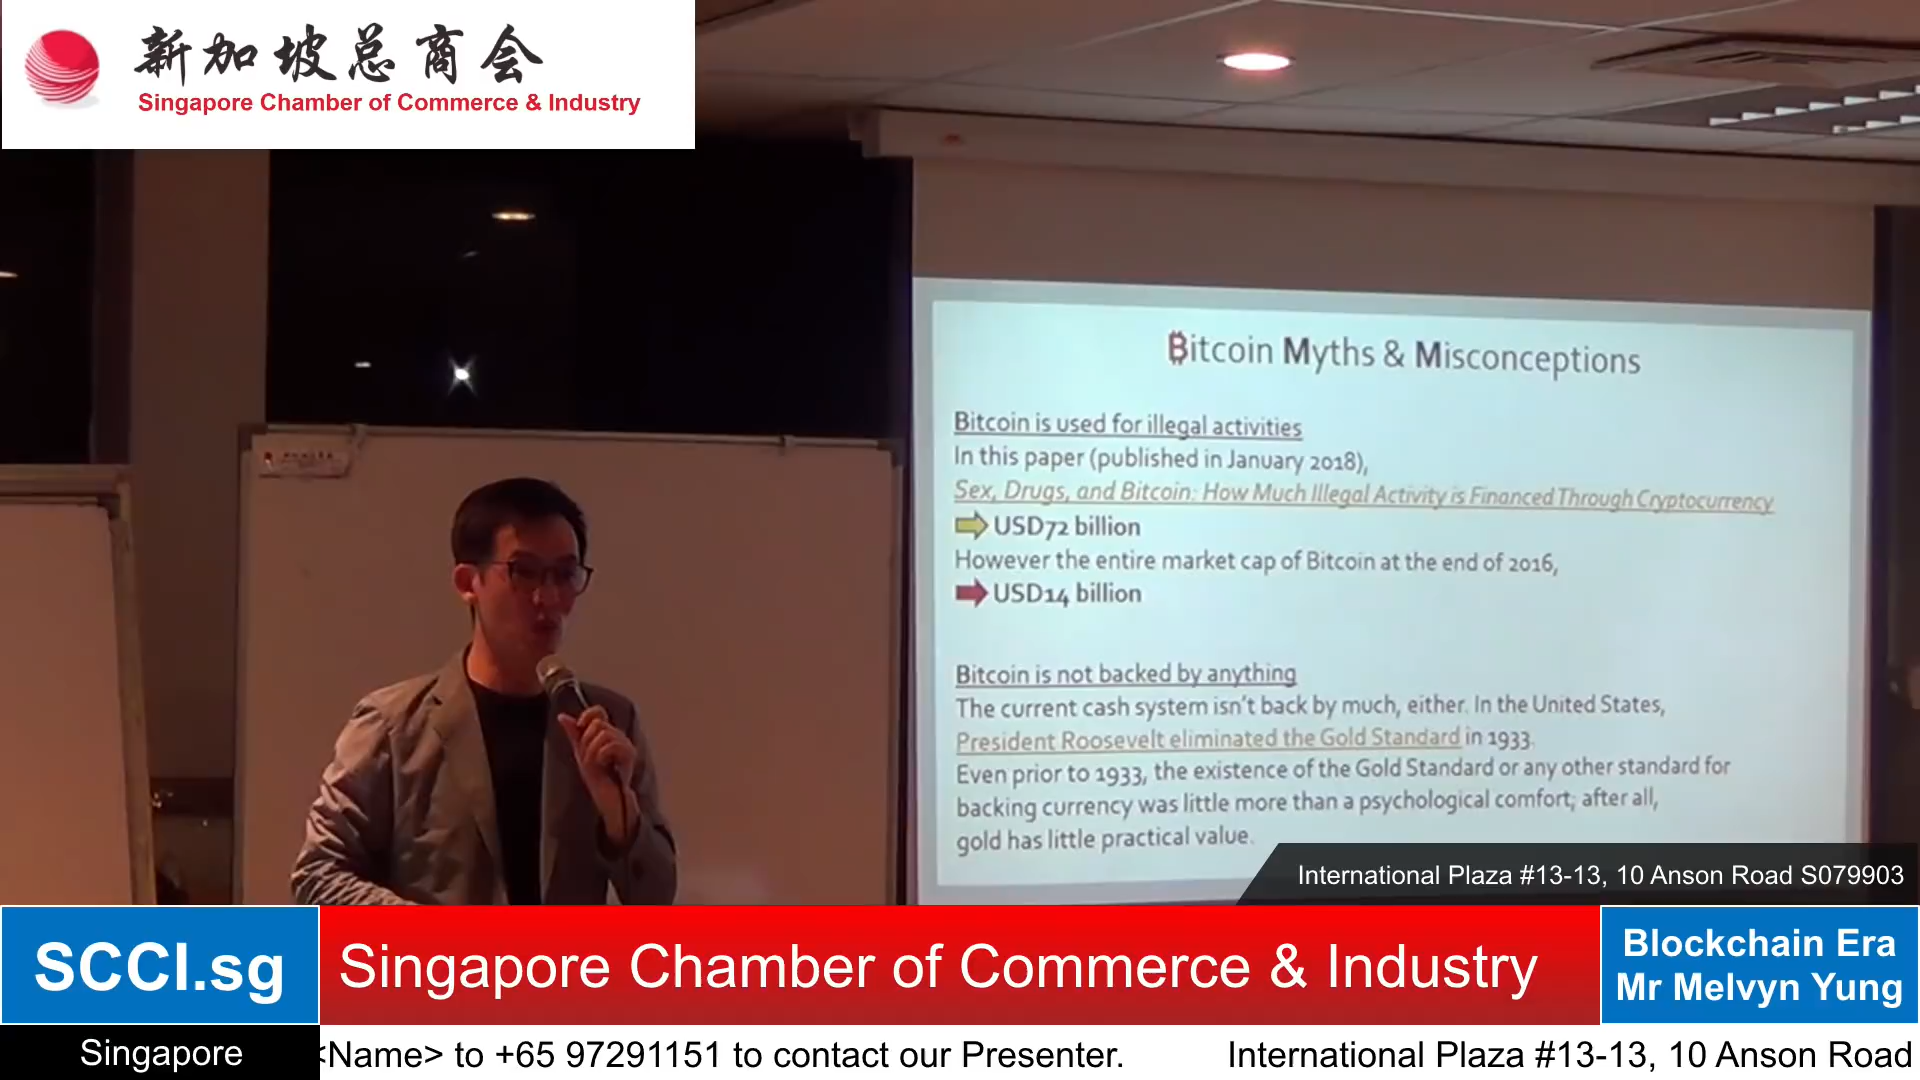 新加坡总商会
Singapore Chamber of Commerce & Industry
Bitcoin Myths & Misconceptions
Bitcoin is used for illegal activities
In this paper (published in January 2018),
Sex, Drugs, and Bitcoin: How Much Illegal Activity is Financed Through Cryptocurrency
USD72 billion
However the entire market cap of Bitcoin at the end of 2016,
USD14 billion
Bitcoin is not backed by anything
The current cash system isn't back by much, either. In the United States,
President Roosevelt eliminated the Gold Standard in 1933.
Even prior to 1933, the existence of the Gold Standard or any other standard for
backing currency was little more than a psychological comfort; after all,
gold has little practical value.
International Plaza #13-13, 10 Anson Road S079903
SCCI.sg
Singapore Chamber of Commerce & Industry
Blockchain Era
Mr Melvyn Yung
Singapore
<Name> to +65 97291151 to contact our Presenter.
International Plaza #13-13, 10 Anson Road